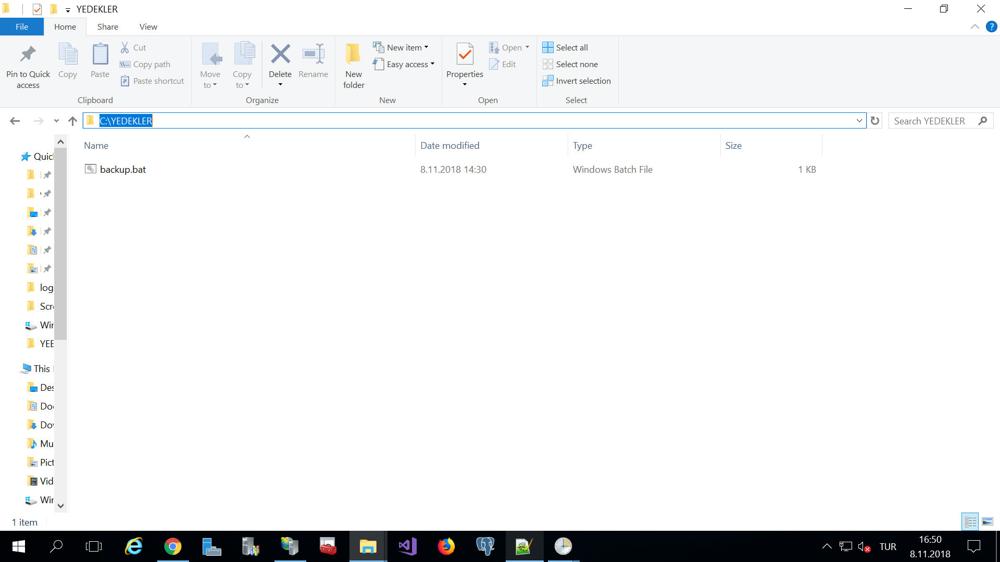 YEDEKLER
File Home Share View
Pin to Quick access
Copy
Paste
Cut
Copy path
Paste shortcut
Clipboard
Move to
Copy to
Delete
Rename
Organize
New folder
New item
Easy access
New
Properties
Open
Edit
Open
Select all
Select none
Invert selection
Select
C:\YEDEKLER
Search YEDEKLER
Name Date modified Type Size
backup.bat 8.11.2018 14:30 Windows Batch File 1 KB
Quic
log
Scr
Wir
YEE
This
Des
Do
Do
Mu
Pict
Vid
Wir
1 item
TUR
16:50
8.11.2018